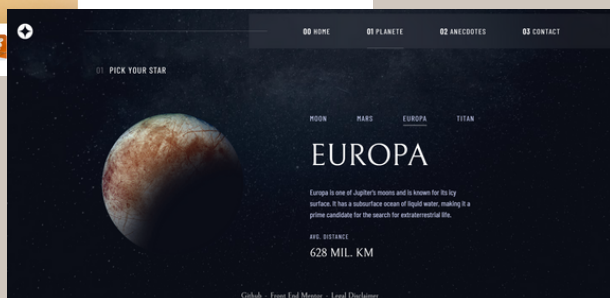 00 HOME 01 PLANETE 02 ANECDOTES 03 CONTACT
01 PICK YOUR STAR
MOON MARS EUROPA TITAN
EUROPA
Europa is one of Jupiter's moons and is known for its icy
surface. It has a subsurface ocean of liquid water, making it a
prime candidate for the search for extraterrestrial life.
AVG. DISTANCE
628 MIL. KM
Github - Front End Mentor - Legal Disclaimer